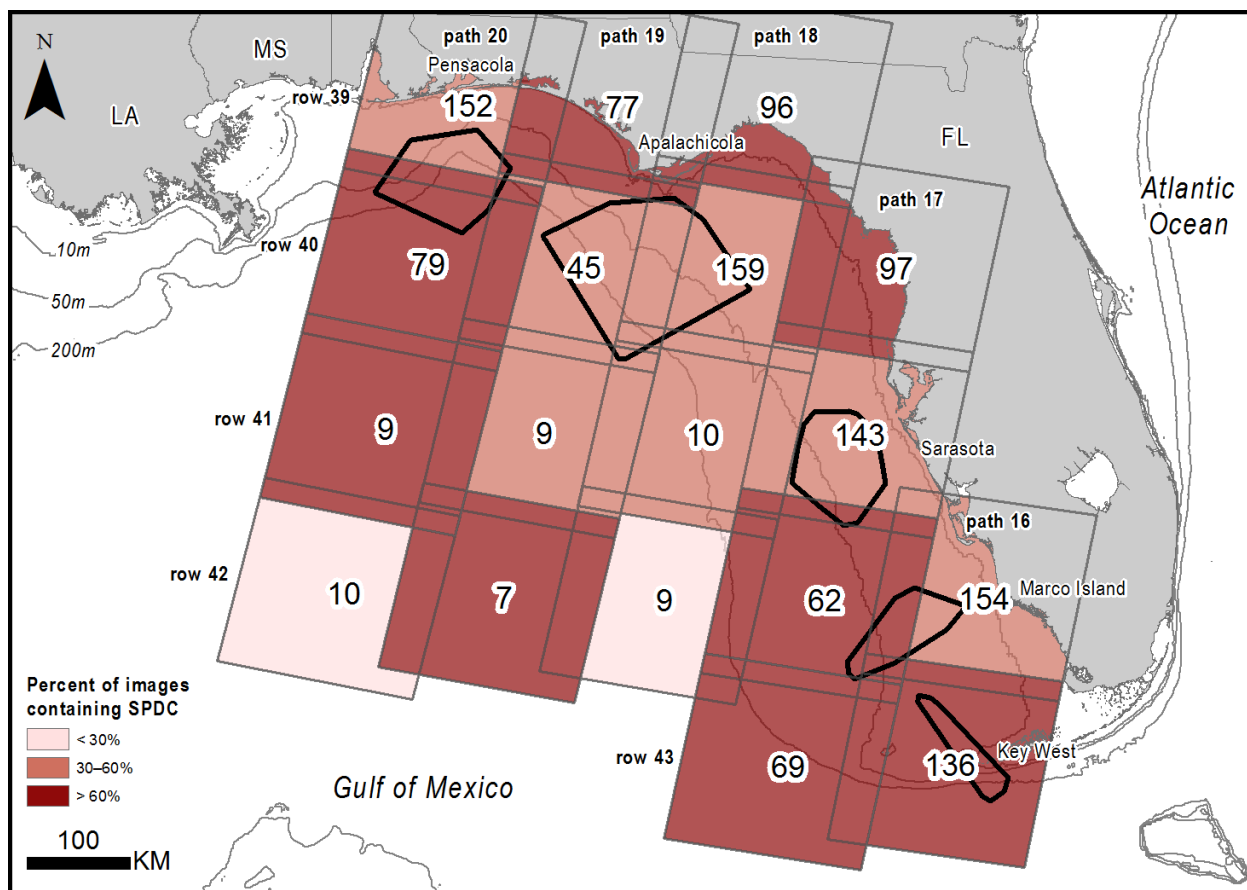 N
MS
LA
FL
path 20
path 19
path 18
Pensacola
row 39
152
77
96
Apalachicola
Atlantic
Ocean
path 17
10m
50m
200m
row 40
79
45
159
97
row 41
9
9
10
143
Sarasota
path 16
row 42
10
7
9
62
154
Marco Island
Percent of images
containing SPDC
< 30%
30–60%
> 60%
100
KM
Gulf of Mexico
row 43
69
136
Key West